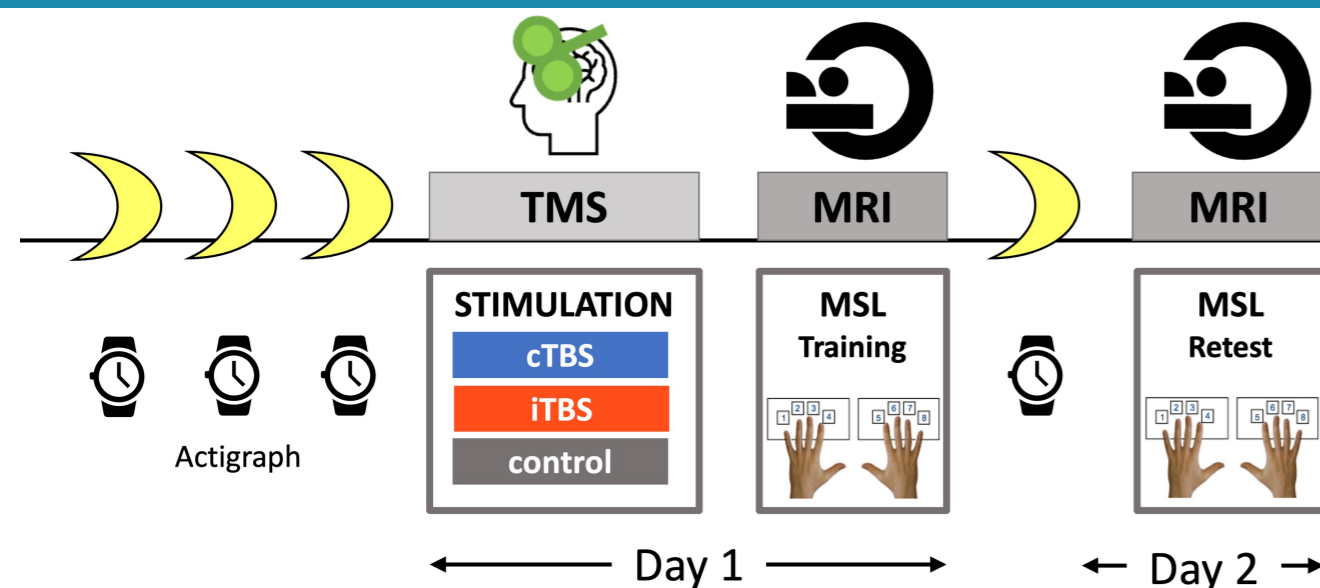 TMS
MRI
MRI
STIMULATION
cTBS
iTBS
control
MSL
Training
1 2 3 4 5 6 7 8
MSL
Retest
1 2 3 4 5 6 7 8
Actigraph
Day 1
Day 2